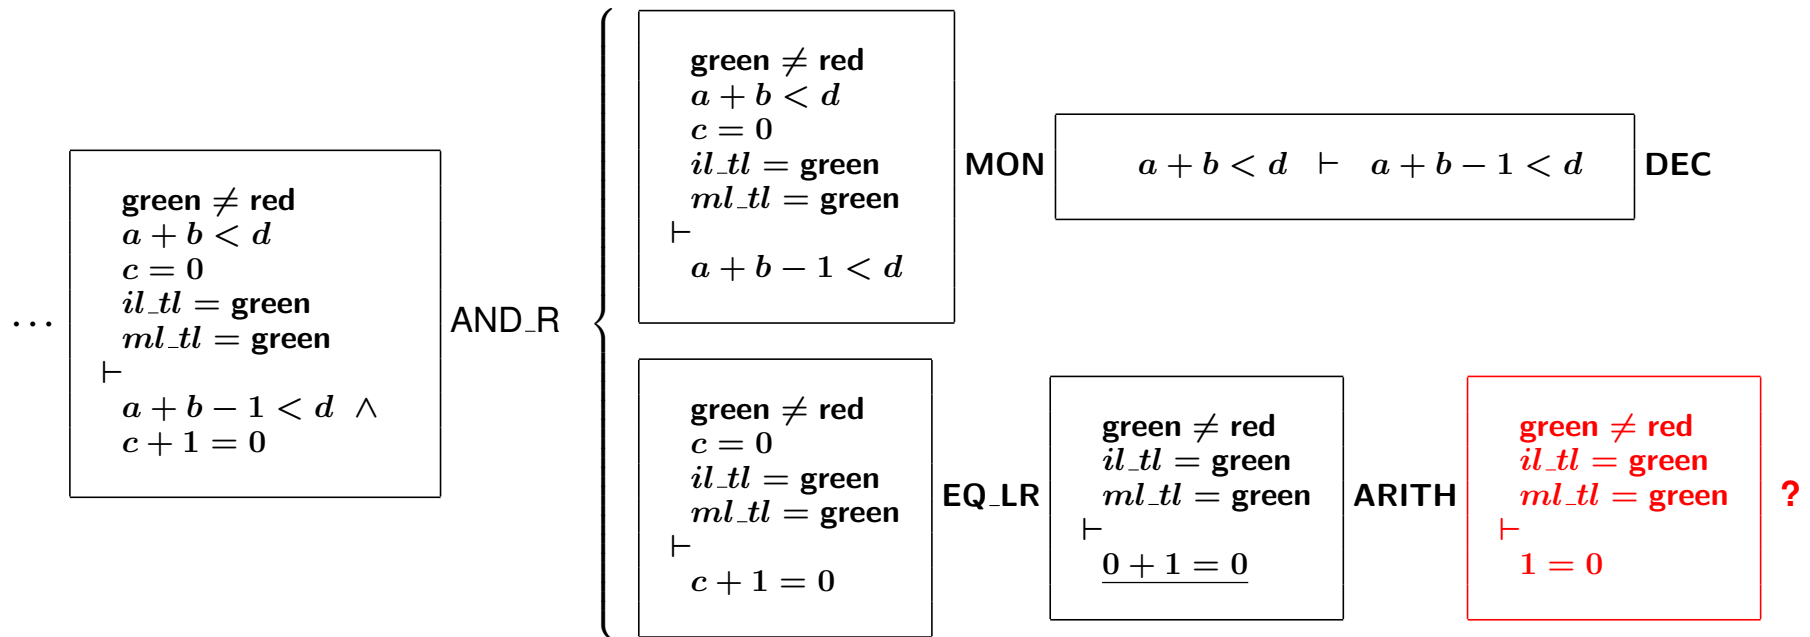 ...
green ≠ red
a + b < d
c = 0
il_tl = green
ml_tl = green
⊢
a + b − 1 < d ∧
c + 1 = 0
AND_R
green ≠ red
a + b < d
c = 0
il_tl = green
ml_tl = green
⊢
a + b − 1 < d
MON
a + b < d ⊢ a + b − 1 < d
DEC
green ≠ red
c = 0
il_tl = green
ml_tl = green
⊢
c + 1 = 0
EQ_LR
green ≠ red
il_tl = green
ml_tl = green
⊢
0 + 1 = 0
ARITH
green ≠ red
il_tl = green
ml_tl = green
⊢
1 = 0
?